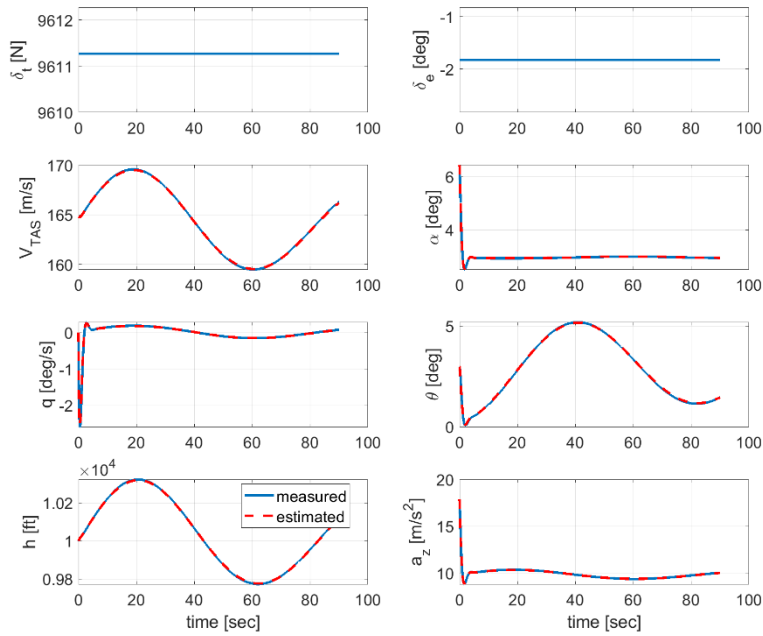 9612
9611
9610
δt [N]
0 20 40 60 80 100
-1
-2
δe [deg]
0 20 40 60 80 100
170
165
160
VTAS [m/s]
0 20 40 60 80 100
6
4
α [deg]
0 20 40 60 80 100
0
-1
-2
q [deg/s]
0 20 40 60 80 100
5
0
θ [deg]
0 20 40 60 80 100
×10⁴
1.02
1
0.98
h [ft]
measured
estimated
0 20 40 60 80 100
time [sec]
20
15
10
az [m/s²]
0 20 40 60 80 100
time [sec]